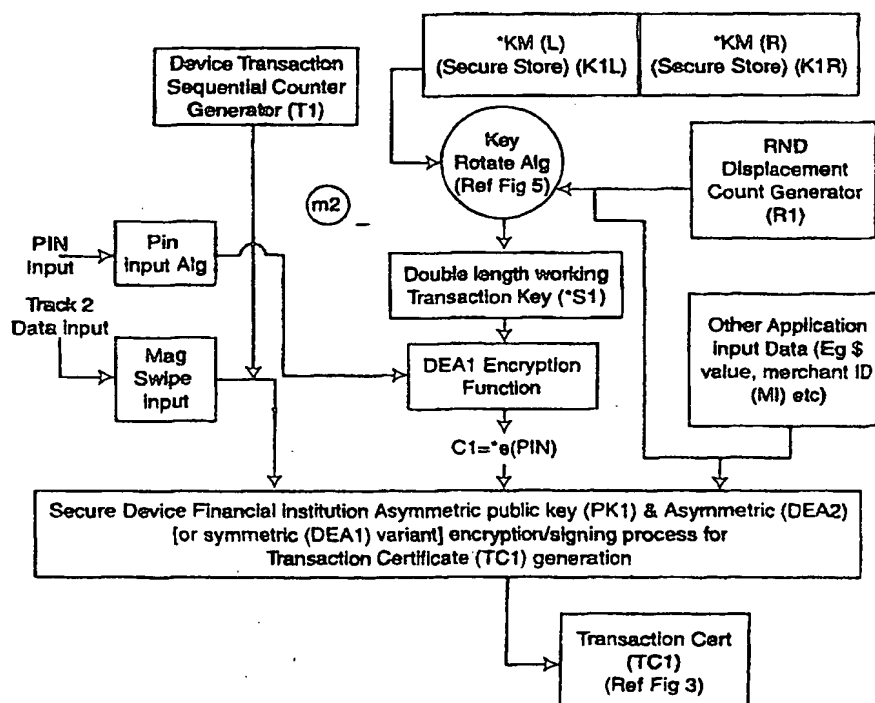 Device Transaction
Sequential Counter
Generator (T1)
*KM (L)
(Secure Store) (K1L)
*KM (R)
(Secure Store) (K1R)
Key
Rotate Alg
(Ref Fig 5)
RND
Displacement
Count Generator
(R1)
m2
PIN
Input
Pin
Input Alg
Double length working
Transaction Key (*S1)
Track 2
Data Input
Mag
Swipe
Input
DEA1 Encryption
Function
Other Application
Input Data (Eg $
value, merchant ID
(MI) etc)
C1=*e(PIN)
Secure Device Financial Institution Asymmetric public key (PK1) & Asymmetric (DEA2)
[or symmetric (DEA1) variant] encryption/signing process for
Transaction Certificate (TC1) generation
Transaction Cert
(TC1)
(Ref Fig 3)